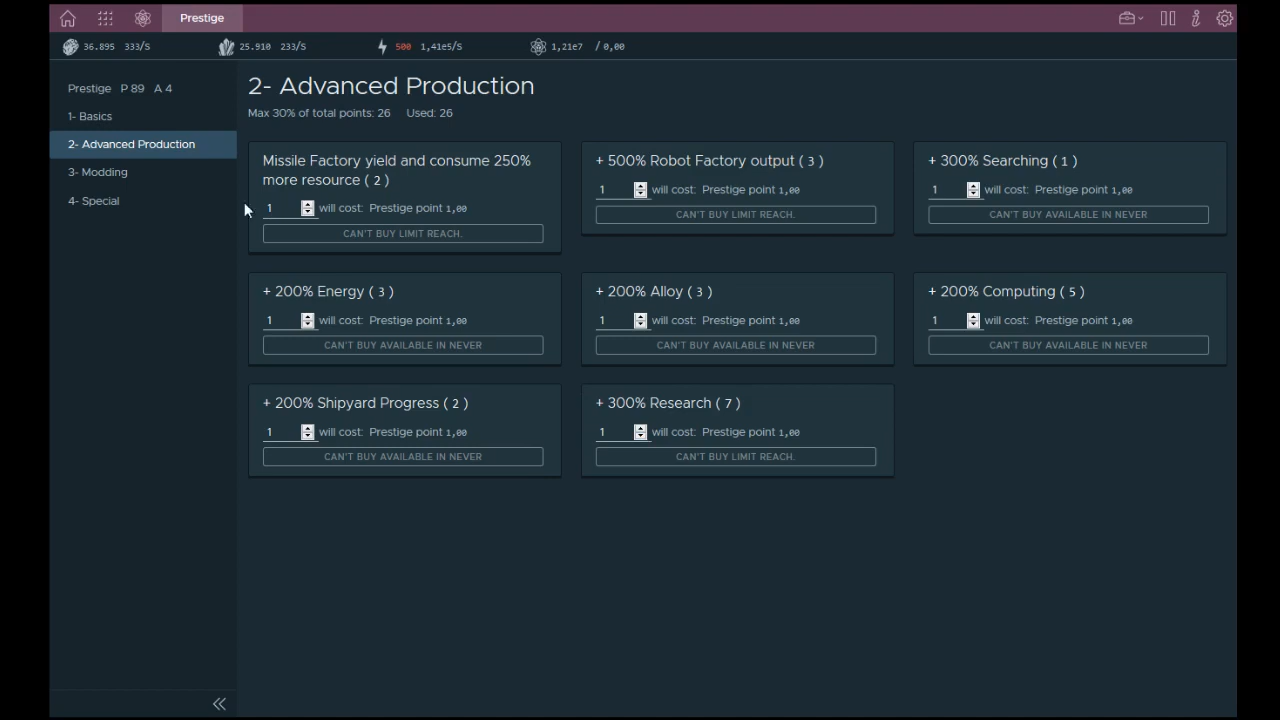 Prestige
36.895 333/S 25.910 233/S 500 1,41e5/S 1,21e7 / 0,00
Prestige P 89 A 4
1- Basics
2- Advanced Production
3- Modding
4- Special
2- Advanced Production
Max 30% of total points: 26 Used: 26
Missile Factory yield and consume 250%
more resource ( 2 )
1 will cost: Prestige point 1,00
CAN'T BUY LIMIT REACH.
+ 500% Robot Factory output ( 3 )
1 will cost: Prestige point 1,00
CAN'T BUY LIMIT REACH.
+ 300% Searching ( 1 )
1 will cost: Prestige point 1,00
CAN'T BUY AVAILABLE IN NEVER
+ 200% Energy ( 3 )
1 will cost: Prestige point 1,00
CAN'T BUY AVAILABLE IN NEVER
+ 200% Alloy ( 3 )
1 will cost: Prestige point 1,00
CAN'T BUY AVAILABLE IN NEVER
+ 200% Computing ( 5 )
1 will cost: Prestige point 1,00
CAN'T BUY AVAILABLE IN NEVER
+ 200% Shipyard Progress ( 2 )
1 will cost: Prestige point 1,00
CAN'T BUY AVAILABLE IN NEVER
+ 300% Research ( 7 )
1 will cost: Prestige point 1,00
CAN'T BUY LIMIT REACH.